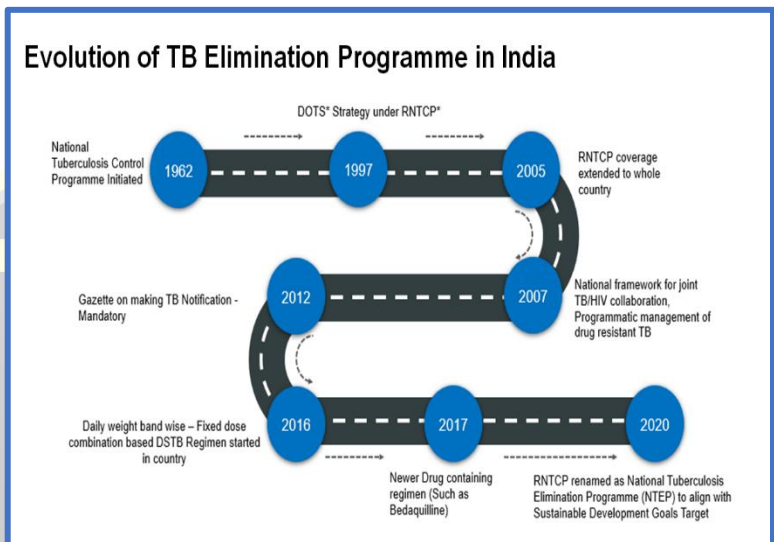 Evolution of TB Elimination Programme in India
DOTS* Strategy under RNTCP*
National
Tuberculosis Control
Programme Initiated
1962
1997
2005
RNTCP coverage
extended to whole
country
Gazette on making TB Notification -
Mandatory
2012
2007
National framework for joint
TB/HIV collaboration,
Programmatic management of
drug resistant TB
Daily weight band wise – Fixed dose
combination based DSTB Regimen started
in country
2016
2017
2020
Newer Drug containing
regimen (Such as
Bedaquilline)
RNTCP renamed as National Tuberculosis
Elimination Programme (NTEP) to align with
Sustainable Development Goals Target